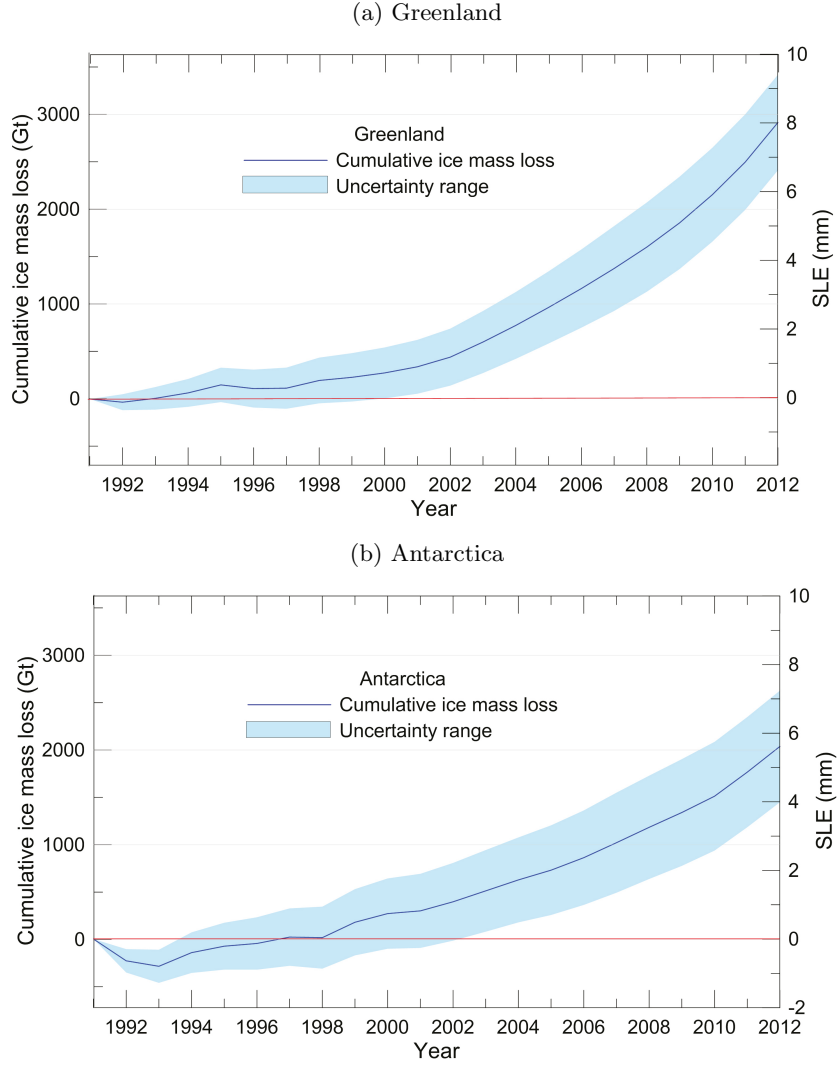 (a) Greenland
Cumulative ice mass loss (Gt)
3000
2000
1000
0
Greenland
Cumulative ice mass loss
Uncertainty range
10
8
6
4
2
0
SLE (mm)
1992 1994 1996 1998 2000 2002 2004 2006 2008 2010 2012
Year
(b) Antarctica
Cumulative ice mass loss (Gt)
3000
2000
1000
0
Antarctica
Cumulative ice mass loss
Uncertainty range
10
8
6
4
2
0
-2
SLE (mm)
1992 1994 1996 1998 2000 2002 2004 2006 2008 2010 2012
Year